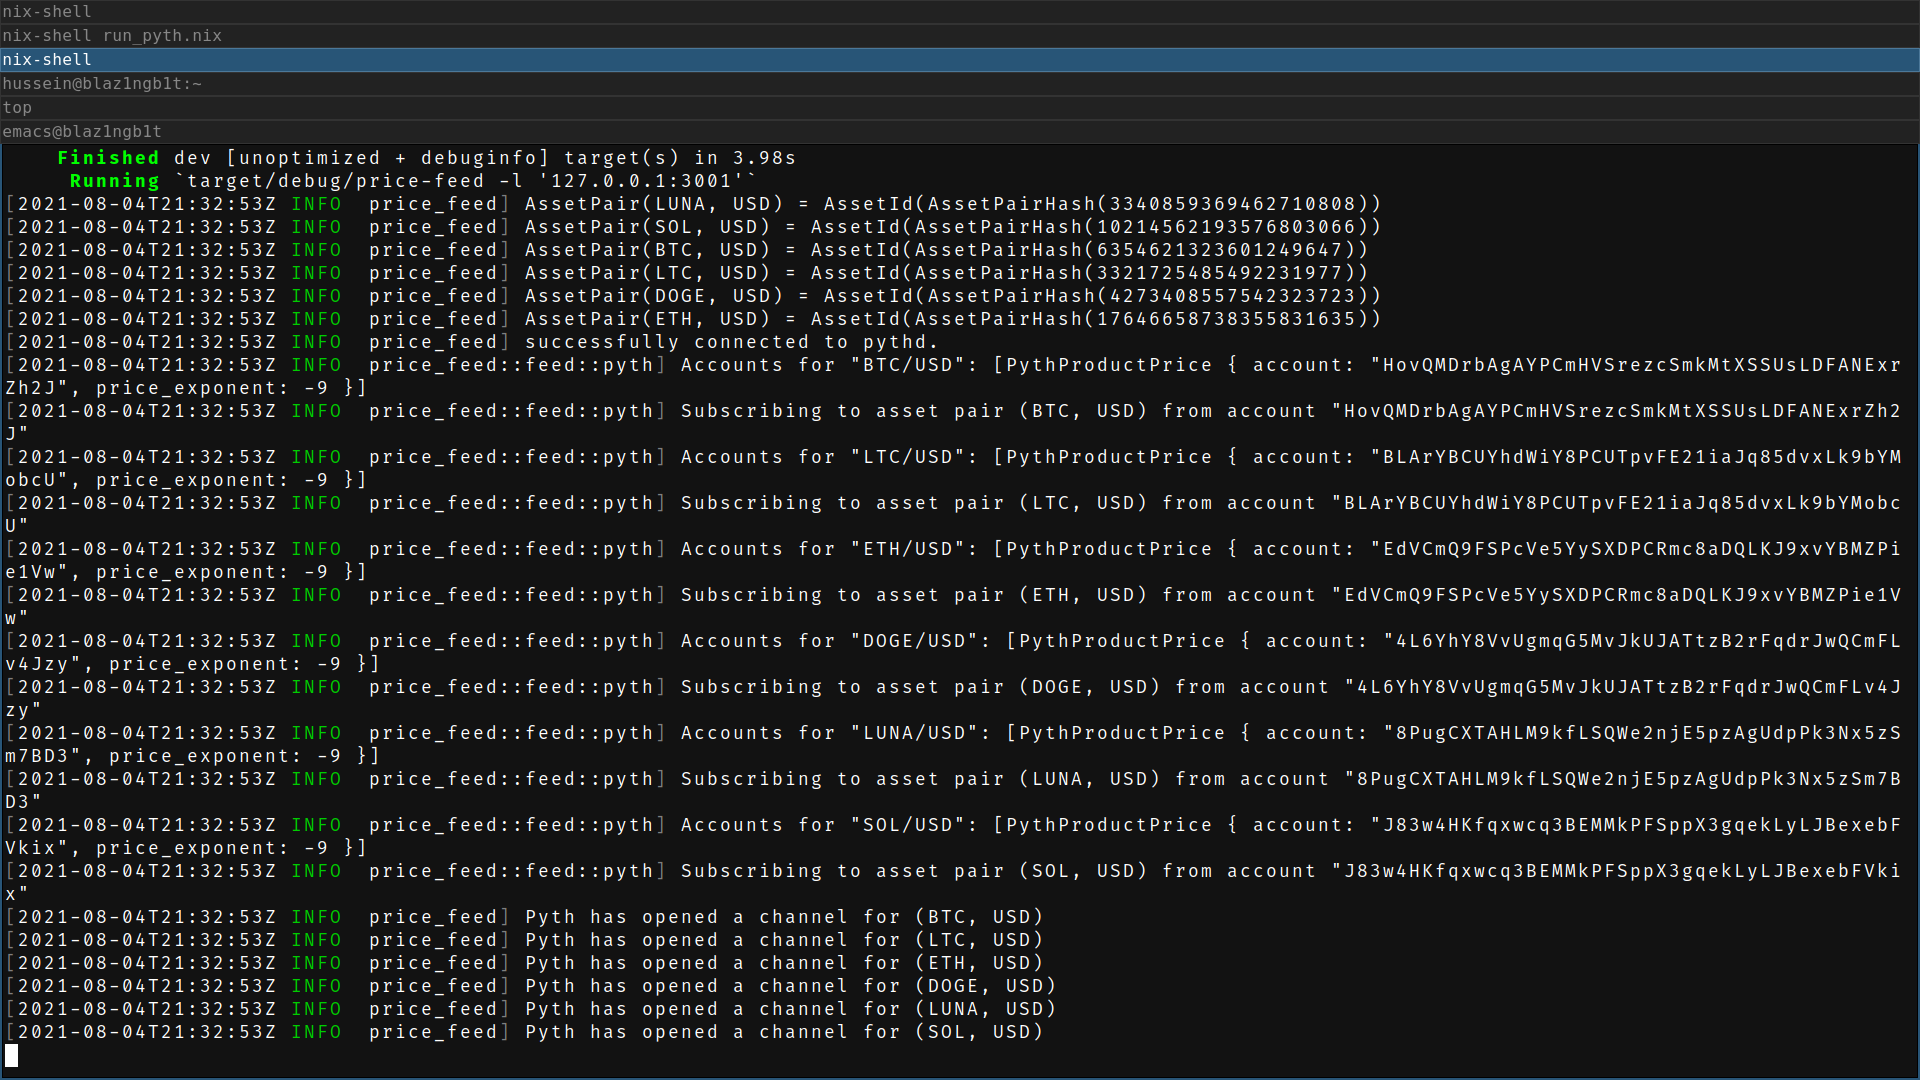 nix-shell
nix-shell run_pyth.nix
nix-shell
hussein@blaz1ngb1t:~
top
emacs@blaz1ngb1t
Finished dev [unoptimized + debuginfo] target(s) in 3.98s
Running `target/debug/price-feed -l '127.0.0.1:3001'`
[2021-08-04T21:32:53Z INFO  price_feed] AssetPair(LUNA, USD) = AssetId(AssetPairHash(3340859369462710808))
[2021-08-04T21:32:53Z INFO  price_feed] AssetPair(SOL, USD) = AssetId(AssetPairHash(10214562193576803066))
[2021-08-04T21:32:53Z INFO  price_feed] AssetPair(BTC, USD) = AssetId(AssetPairHash(6354621323601249647))
[2021-08-04T21:32:53Z INFO  price_feed] AssetPair(LTC, USD) = AssetId(AssetPairHash(3321725485492231977))
[2021-08-04T21:32:53Z INFO  price_feed] AssetPair(DOGE, USD) = AssetId(AssetPairHash(4273408557542323723))
[2021-08-04T21:32:53Z INFO  price_feed] AssetPair(ETH, USD) = AssetId(AssetPairHash(17646658738355831635))
[2021-08-04T21:32:53Z INFO  price_feed] successfully connected to pythd.
[2021-08-04T21:32:53Z INFO  price_feed::feed::pyth] Accounts for "BTC/USD": [PythProductPrice { account: "HovQMDrbAgAYPCmHVSrezcSmkMtXSSUsLDFANExr
Zh2J", price_exponent: -9 }]
[2021-08-04T21:32:53Z INFO  price_feed::feed::pyth] Subscribing to asset pair (BTC, USD) from account "HovQMDrbAgAYPCmHVSrezcSmkMtXSSUsLDFANExrZh2
J"
[2021-08-04T21:32:53Z INFO  price_feed::feed::pyth] Accounts for "LTC/USD": [PythProductPrice { account: "BLArYBCUYhdWiY8PCUTpvFE21iaJq85dvxLk9bYM
obcU", price_exponent: -9 }]
[2021-08-04T21:32:53Z INFO  price_feed::feed::pyth] Subscribing to asset pair (LTC, USD) from account "BLArYBCUYhdWiY8PCUTpvFE21iaJq85dvxLk9bYMobc
U"
[2021-08-04T21:32:53Z INFO  price_feed::feed::pyth] Accounts for "ETH/USD": [PythProductPrice { account: "EdVCmQ9FSPcVe5YySXDPCRmc8aDQLKJ9xvYBMZPi
e1Vw", price_exponent: -9 }]
[2021-08-04T21:32:53Z INFO  price_feed::feed::pyth] Subscribing to asset pair (ETH, USD) from account "EdVCmQ9FSPcVe5YySXDPCRmc8aDQLKJ9xvYBMZPie1V
w"
[2021-08-04T21:32:53Z INFO  price_feed::feed::pyth] Accounts for "DOGE/USD": [PythProductPrice { account: "4L6YhY8VvUgmqG5MvJkUJATtzB2rFqdrJwQCmFL
v4Jzy", price_exponent: -9 }]
[2021-08-04T21:32:53Z INFO  price_feed::feed::pyth] Subscribing to asset pair (DOGE, USD) from account "4L6YhY8VvUgmqG5MvJkUJATtzB2rFqdrJwQCmFLv4J
zy"
[2021-08-04T21:32:53Z INFO  price_feed::feed::pyth] Accounts for "LUNA/USD": [PythProductPrice { account: "8PugCXTAHLM9kfLSQWe2njE5pzAgUdpPk3Nx5zS
m7BD3", price_exponent: -9 }]
[2021-08-04T21:32:53Z INFO  price_feed::feed::pyth] Subscribing to asset pair (LUNA, USD) from account "8PugCXTAHLM9kfLSQWe2njE5pzAgUdpPk3Nx5zSm7B
D3"
[2021-08-04T21:32:53Z INFO  price_feed::feed::pyth] Accounts for "SOL/USD": [PythProductPrice { account: "J83w4HKfqxwcq3BEMMkPFSppX3gqekLyLJBexebF
Vkix", price_exponent: -9 }]
[2021-08-04T21:32:53Z INFO  price_feed::feed::pyth] Subscribing to asset pair (SOL, USD) from account "J83w4HKfqxwcq3BEMMkPFSppX3gqekLyLJBexebFVki
x"
[2021-08-04T21:32:53Z INFO  price_feed] Pyth has opened a channel for (BTC, USD)
[2021-08-04T21:32:53Z INFO  price_feed] Pyth has opened a channel for (LTC, USD)
[2021-08-04T21:32:53Z INFO  price_feed] Pyth has opened a channel for (ETH, USD)
[2021-08-04T21:32:53Z INFO  price_feed] Pyth has opened a channel for (DOGE, USD)
[2021-08-04T21:32:53Z INFO  price_feed] Pyth has opened a channel for (LUNA, USD)
[2021-08-04T21:32:53Z INFO  price_feed] Pyth has opened a channel for (SOL, USD)